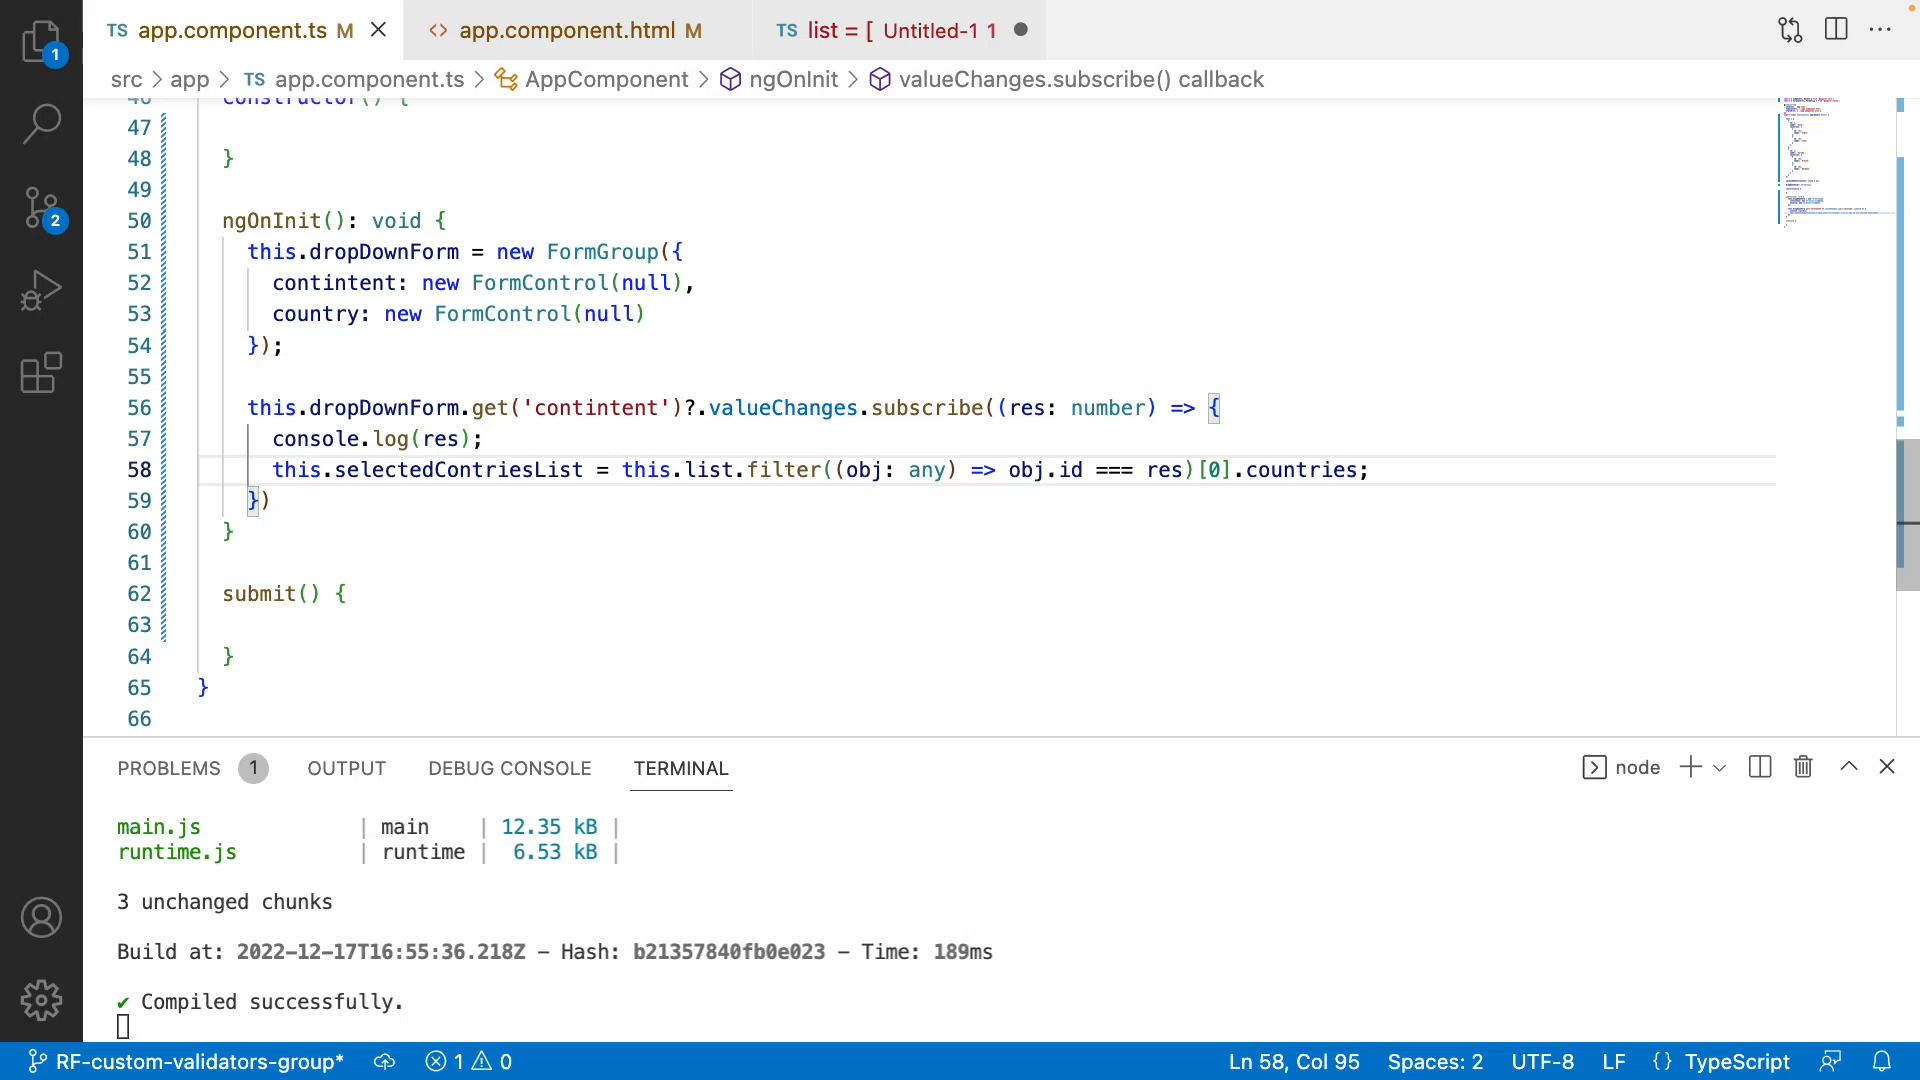 1
2
TS app.component.ts M
<> app.component.html M
TS list = [ Untitled-1 1
src > app > TS app.component.ts > AppComponent > ngOnInit > valueChanges.subscribe() callback
46 constructor() {
47
48 }
49
50 ngOnInit(): void {
51 this.dropDownForm = new FormGroup({
52 contintent: new FormControl(null),
53 country: new FormControl(null)
54 });
55
56 this.dropDownForm.get('contintent')?.valueChanges.subscribe((res: number) => {
57 console.log(res);
58 this.selectedContriesList = this.list.filter((obj: any) => obj.id === res)[0].countries;
59 })
60 }
61
62 submit() {
63
64 }
65 }
66
PROBLEMS 1 OUTPUT DEBUG CONSOLE TERMINAL node
main.js | main | 12.35 kB |
runtime.js | runtime | 6.53 kB |
3 unchanged chunks
Build at: 2022-12-17T16:55:36.218Z - Hash: b21357840fb0e023 - Time: 189ms
✔ Compiled successfully.
RF-custom-validators-group* 1 0 Ln 58, Col 95 Spaces: 2 UTF-8 LF {} TypeScript